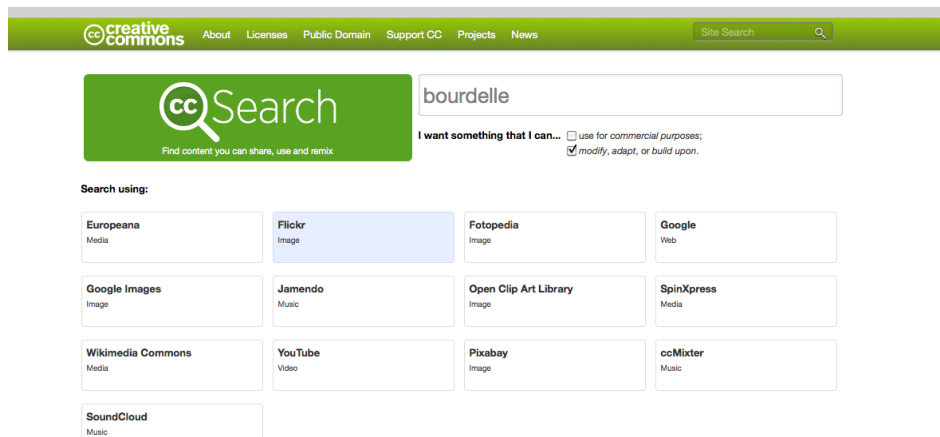 creative commons
About Licenses Public Domain Support CC Projects News
Site Search
cc Search
Find content you can share, use and remix
bourdelle
I want something that I can... use for commercial purposes;
modify, adapt, or build upon.
Search using:
Europeana
Media
Flickr
Image
Fotopedia
Image
Google
Web
Google Images
Image
Jamendo
Music
Open Clip Art Library
Image
SpinXpress
Media
Wikimedia Commons
Media
YouTube
Video
Pixabay
Image
ccMixter
Music
SoundCloud
Music